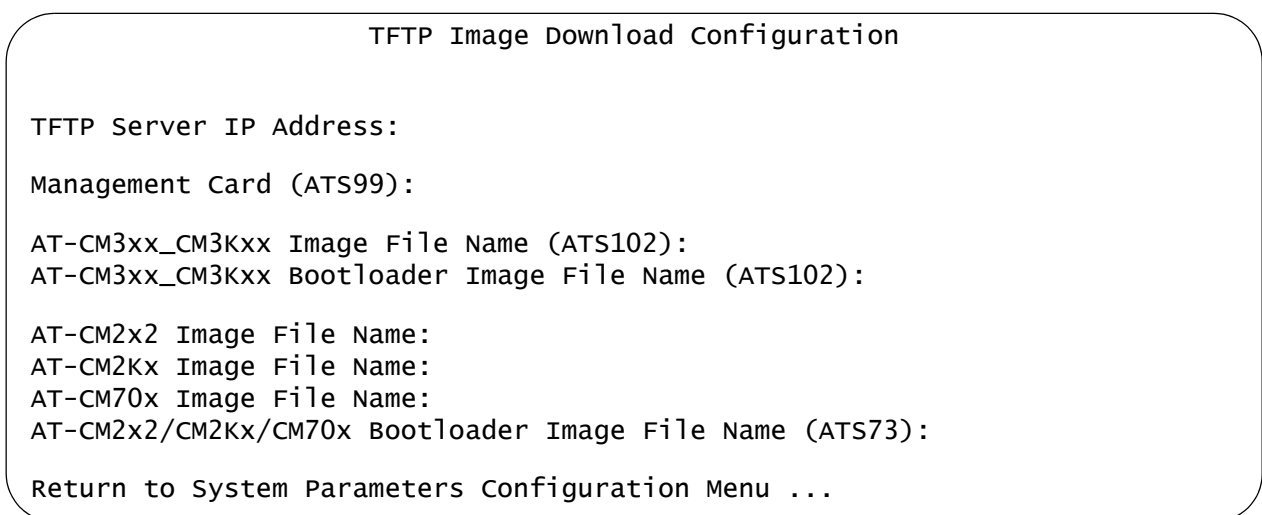 TFTP Image Download Configuration
TFTP Server IP Address:
Management Card (ATS99):
AT-CM3xx_CM3Kxx Image File Name (ATS102):
AT-CM3xx_CM3Kxx Bootloader Image File Name (ATS102):
AT-CM2x2 Image File Name:
AT-CM2Kx Image File Name:
AT-CM70x Image File Name:
AT-CM2x2/CM2Kx/CM70x Bootloader Image File Name (ATS73):
Return to System Parameters Configuration Menu ...